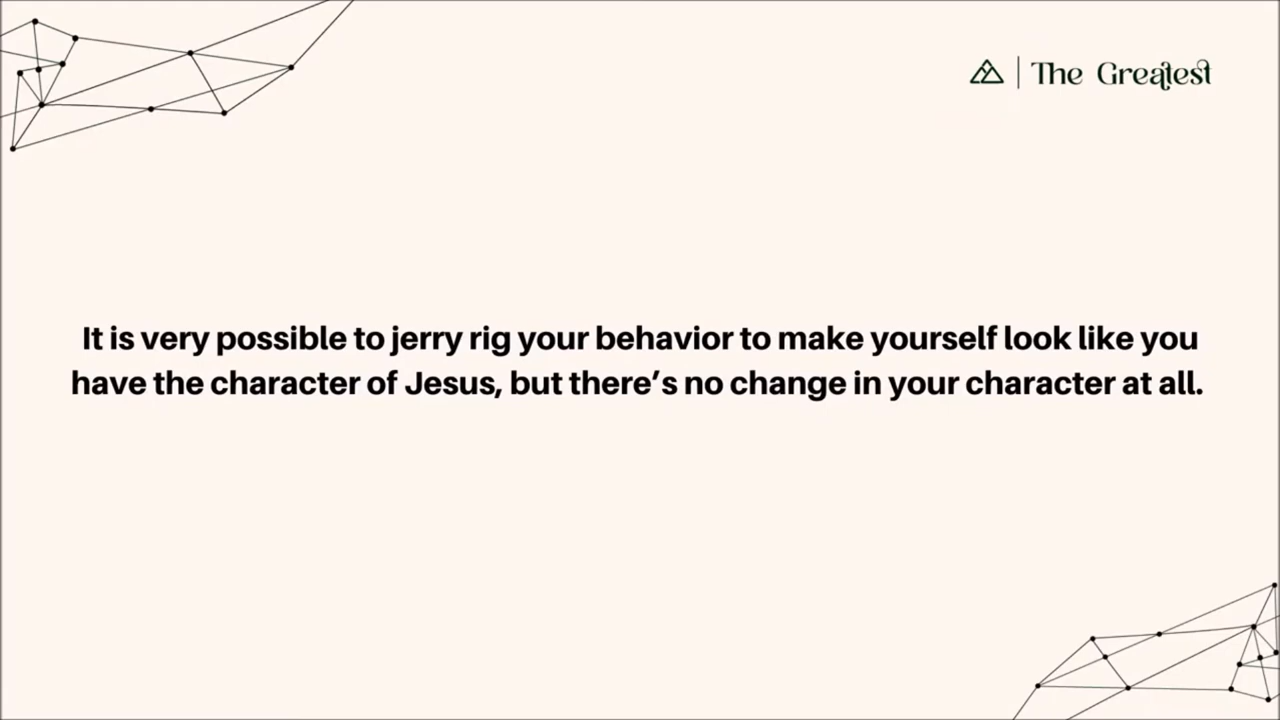 The Greatest
It is very possible to jerry rig your behavior to make yourself look like you
have the character of Jesus, but there’s no change in your character at all.